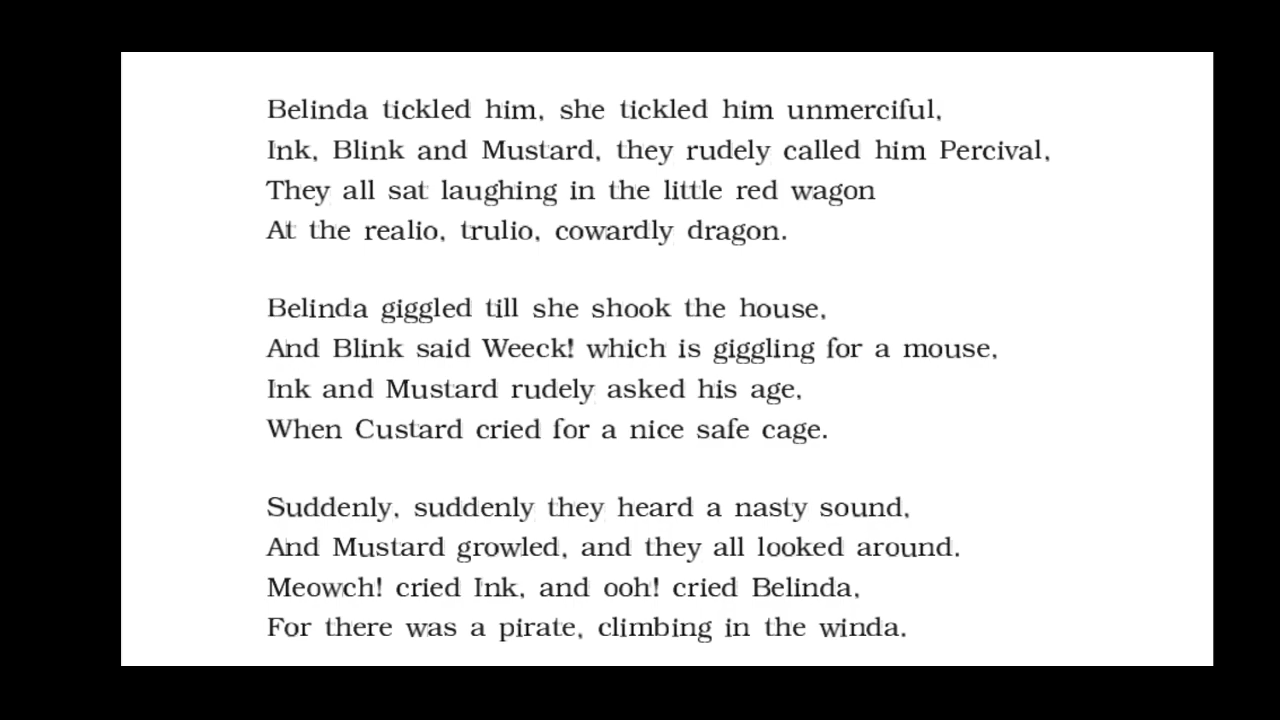 Belinda tickled him, she tickled him unmerciful,
Ink, Blink and Mustard, they rudely called him Percival,
They all sat laughing in the little red wagon
At the realio, trulio, cowardly dragon.
Belinda giggled till she shook the house,
And Blink said Weeck! which is giggling for a mouse,
Ink and Mustard rudely asked his age,
When Custard cried for a nice safe cage.
Suddenly, suddenly they heard a nasty sound,
And Mustard growled, and they all looked around.
Meowch! cried Ink, and ooh! cried Belinda,
For there was a pirate, climbing in the winda.